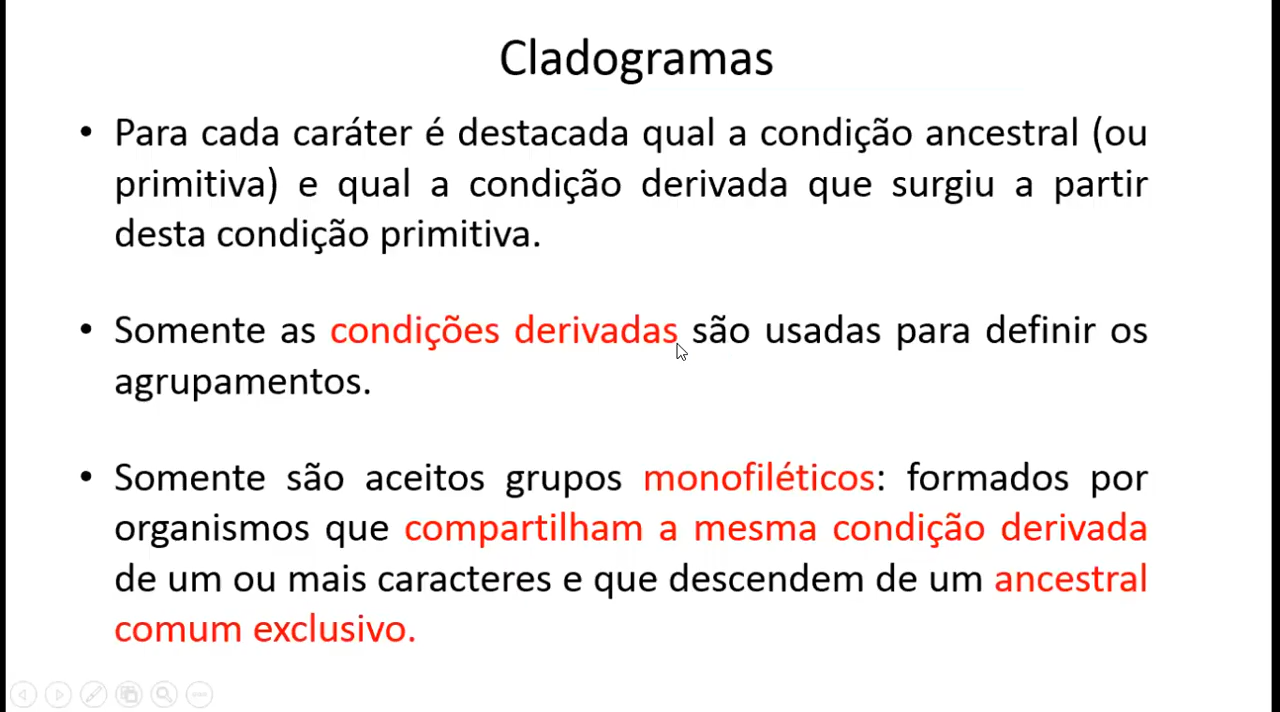 Cladogramas
• Para cada caráter é destacada qual a condição ancestral (ou
primitiva) e qual a condição derivada que surgiu a partir
desta condição primitiva.
• Somente as condições derivadas são usadas para definir os
agrupamentos.
• Somente são aceitos grupos monofiléticos: formados por
organismos que compartilham a mesma condição derivada
de um ou mais caracteres e que descendem de um ancestral
comum exclusivo.